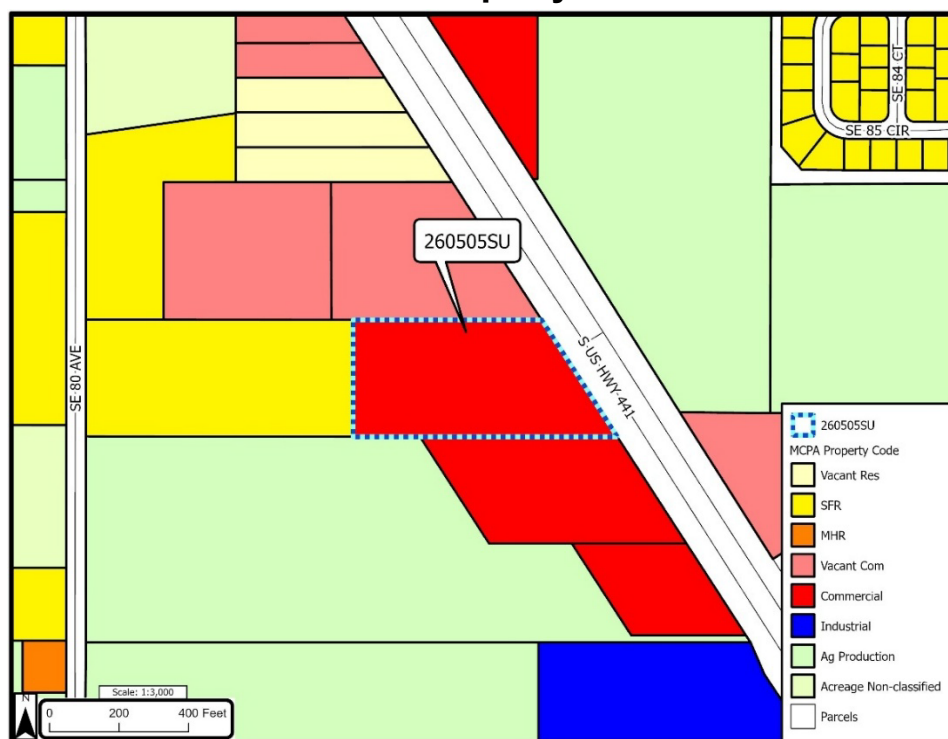 SE 84 CT
SE 85 CIR
260505SU
SE 80 AVE
S US HWY 441
260505SU
MCPA Property Code
Vacant Res
SFR
MHR
Vacant Com
Commercial
Industrial
Ag Production
Acreage Non-classified
Parcels
N
Scale: 1:3,000
0 200 400 Feet